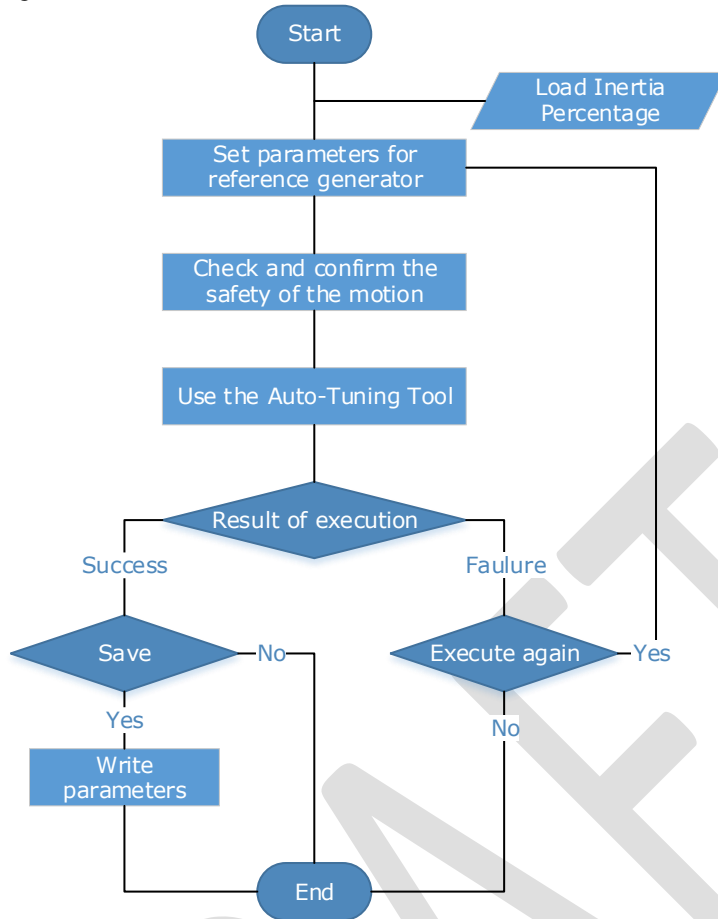 Start
Load Inertia
Percentage
Set parameters for
reference generator
Check and confirm the
safety of the motion
Use the Auto-Tuning Tool
Result of execution
Success
Faulure
Save
No
Execute again
Yes
Yes
No
Write
parameters
End